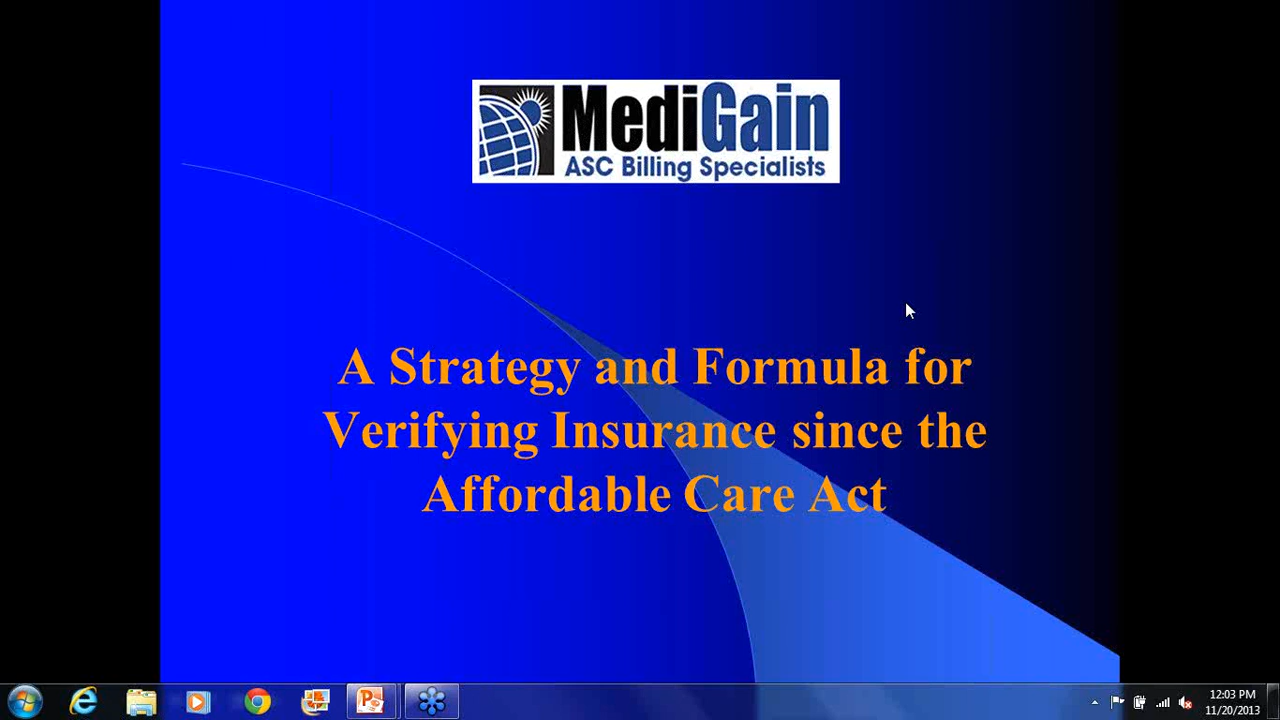 MediGain
ASC Billing Specialists
A Strategy and Formula for
Verifying Insurance since the
Affordable Care Act
12:03 PM
11/20/2013